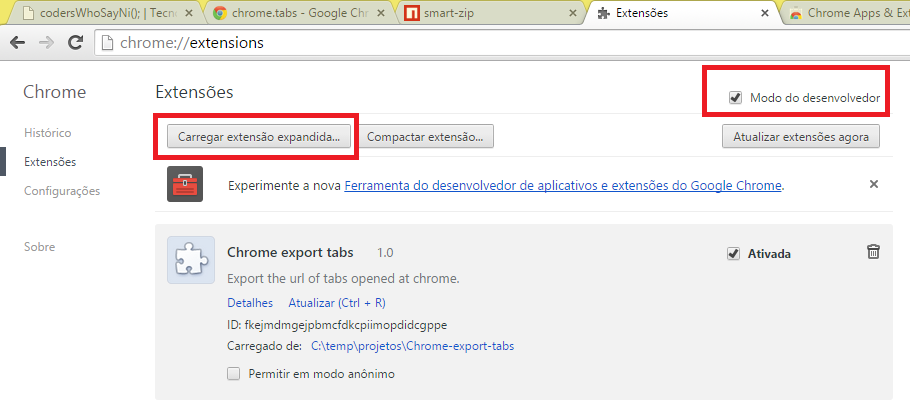 codersWhoSayNi(); | Tecno
chrome.tabs - Google Chr
smart-zip
Extensões
Chrome Apps & Ext
chrome://extensions
Chrome
Extensões
Modo do desenvolvedor
Histórico
Extensões
Configurações
Sobre
Carregar extensão expandida...
Compactar extensão...
Atualizar extensões agora
Experimente a nova Ferramenta do desenvolvedor de aplicativos e extensões do Google Chrome.
Chrome export tabs 1.0
Ativada
Export the url of tabs opened at chrome.
Detalhes Atualizar (Ctrl + R)
ID: fkejmdmgejpbmcfdkcpiimopdidcgppe
Carregado de: C:\temp\projetos\Chrome-export-tabs
Permitir em modo anônimo